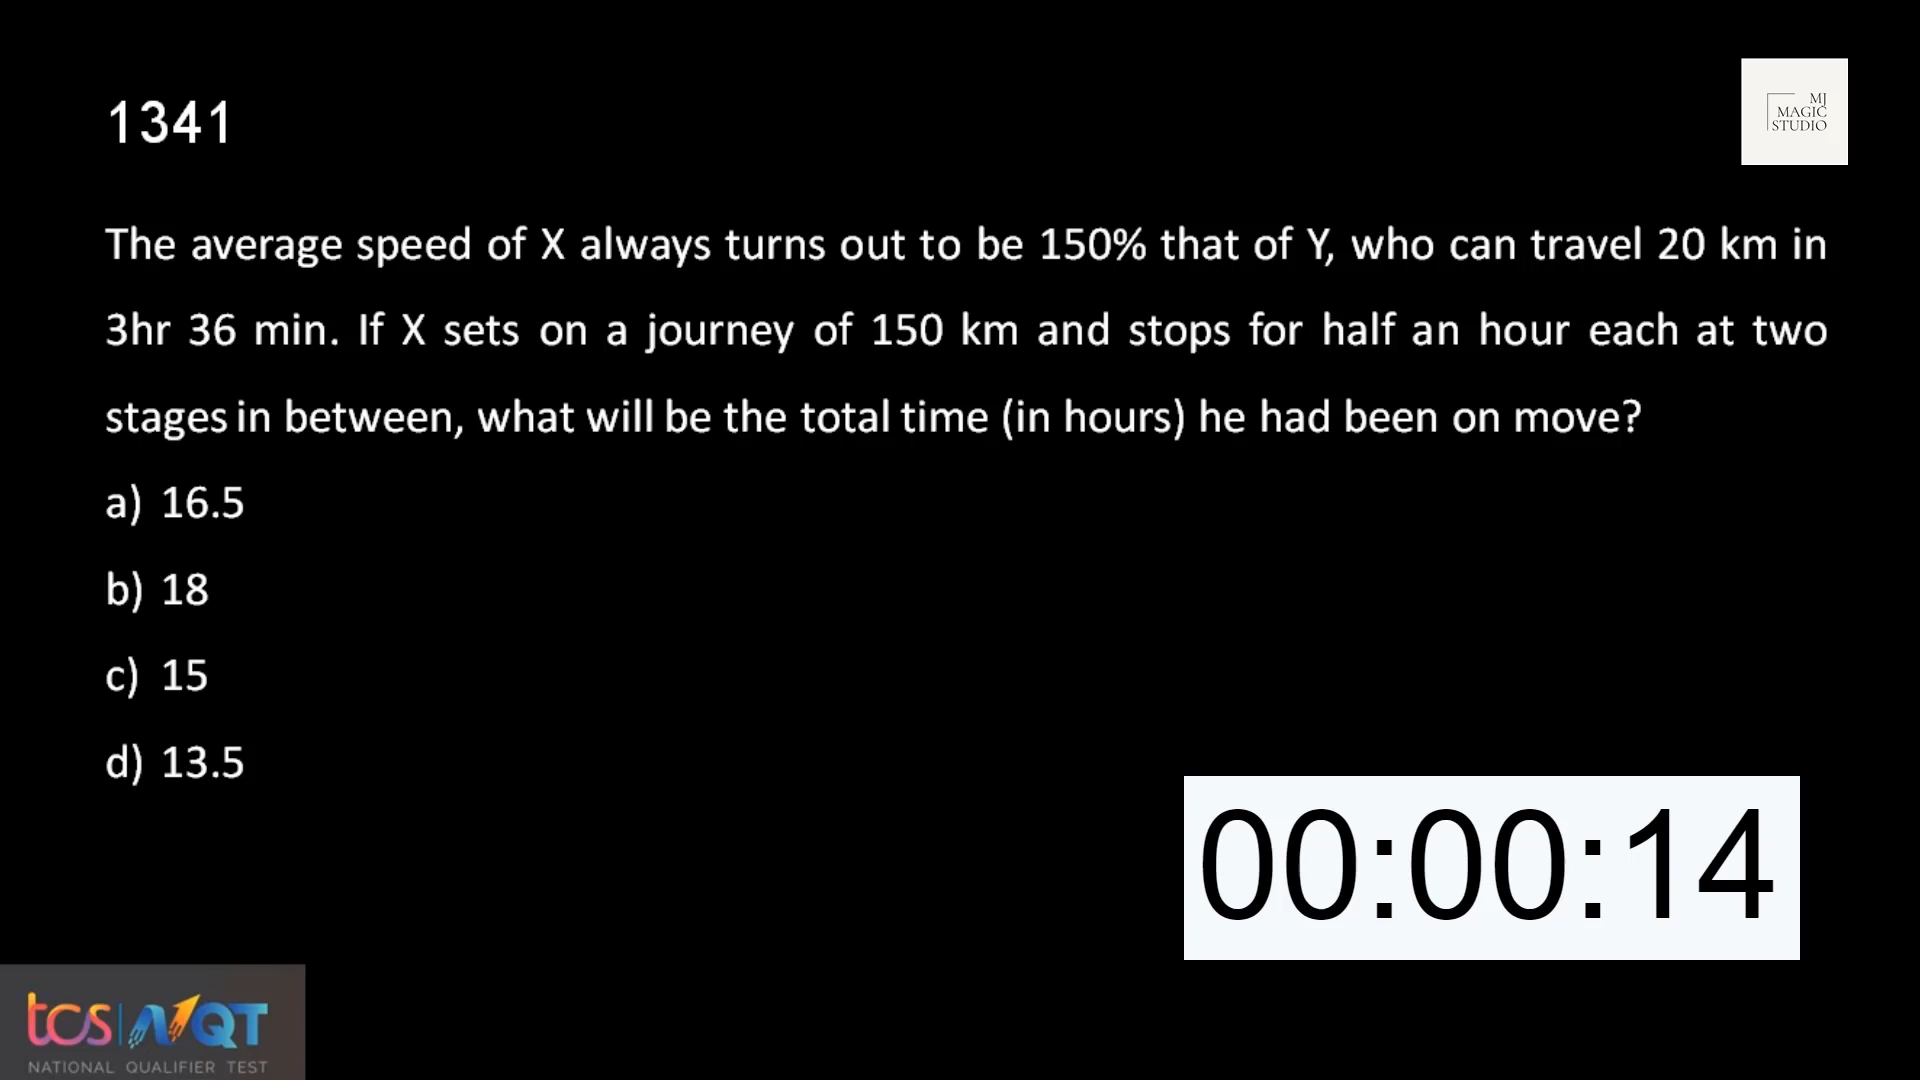 1341
MJ
MAGIC
STUDIO
The average speed of X always turns out to be 150% that of Y, who can travel 20 km in
3hr 36 min. If X sets on a journey of 150 km and stops for half an hour each at two
stages in between, what will be the total time (in hours) he had been on move?
a) 16.5
b) 18
c) 15
d) 13.5
00:00:14
tcs NQT
NATIONAL QUALIFIER TEST